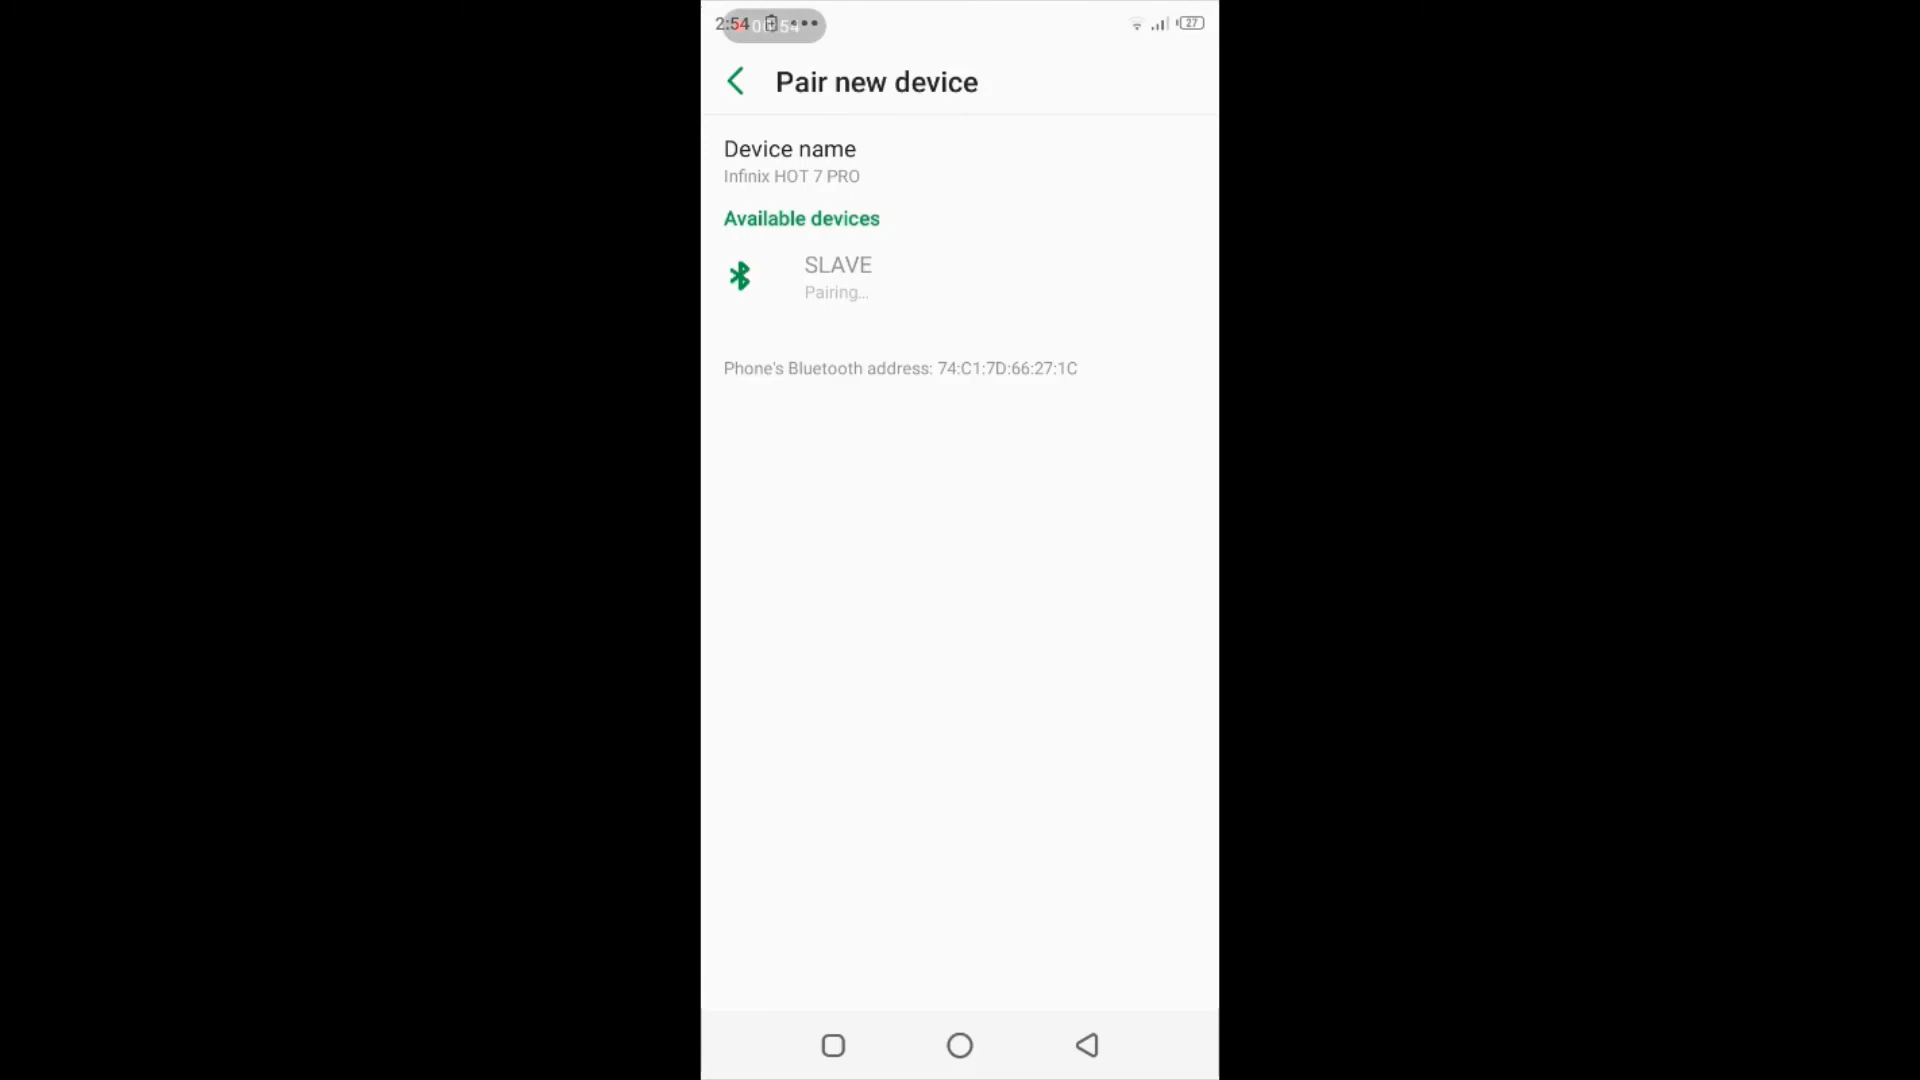 2:54
Pair new device
Device name
Infinix HOT 7 PRO
Available devices
SLAVE
Pairing...
Phone's Bluetooth address: 74:C1:7D:66:27:1C
27